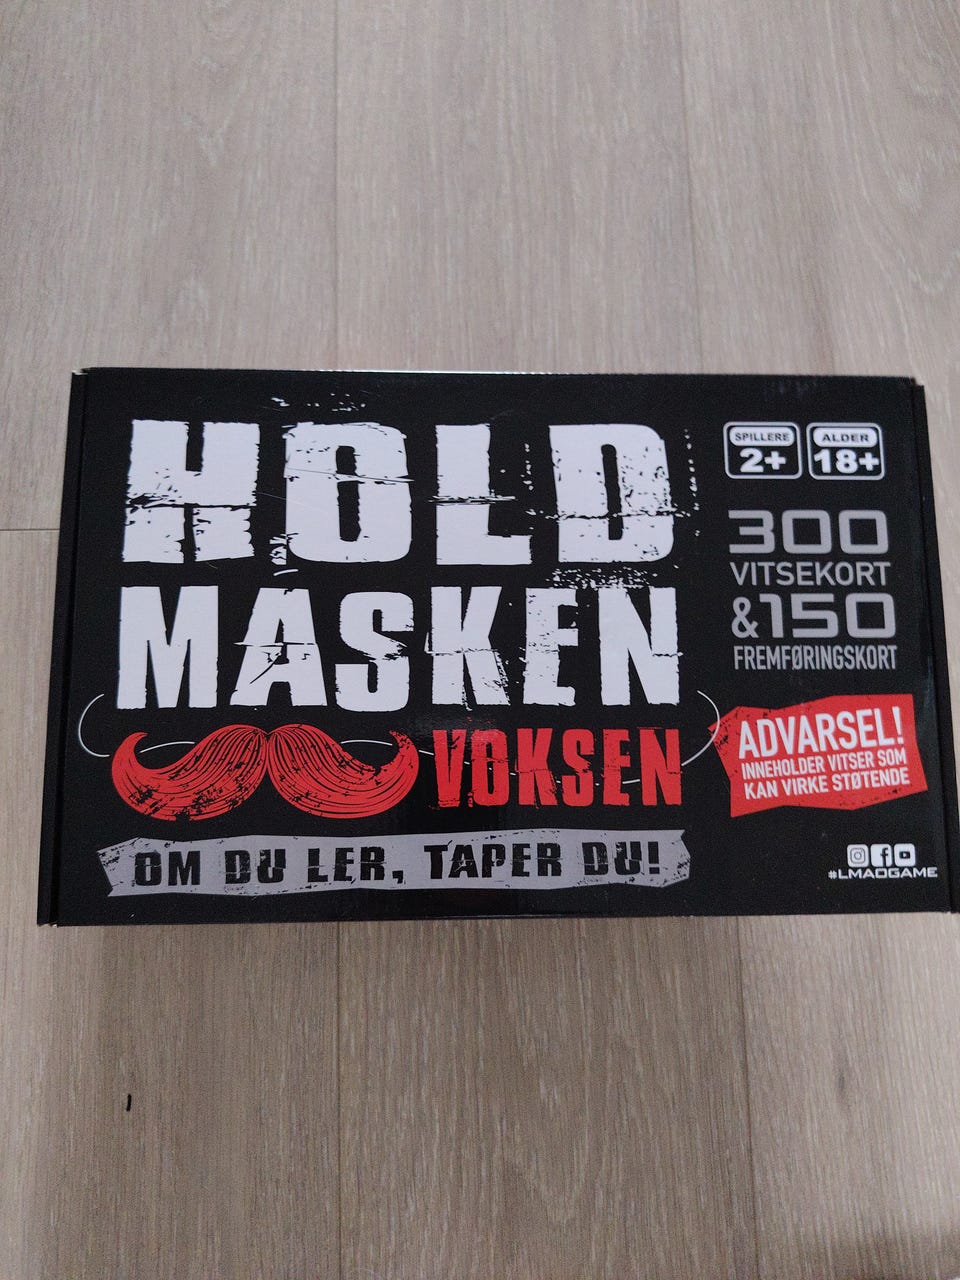 HOLD
MASKEN
VOKSEN
OM DU LER, TAPER DU!
SPILLERE
2+
ALDER
18+
300
VITSEKORT
&150
FREMFØRINGSKORT
ADVARSEL!
INNEHOLDER VITSER SOM
KAN VIRKE STØTENDE
#LMAOGAME